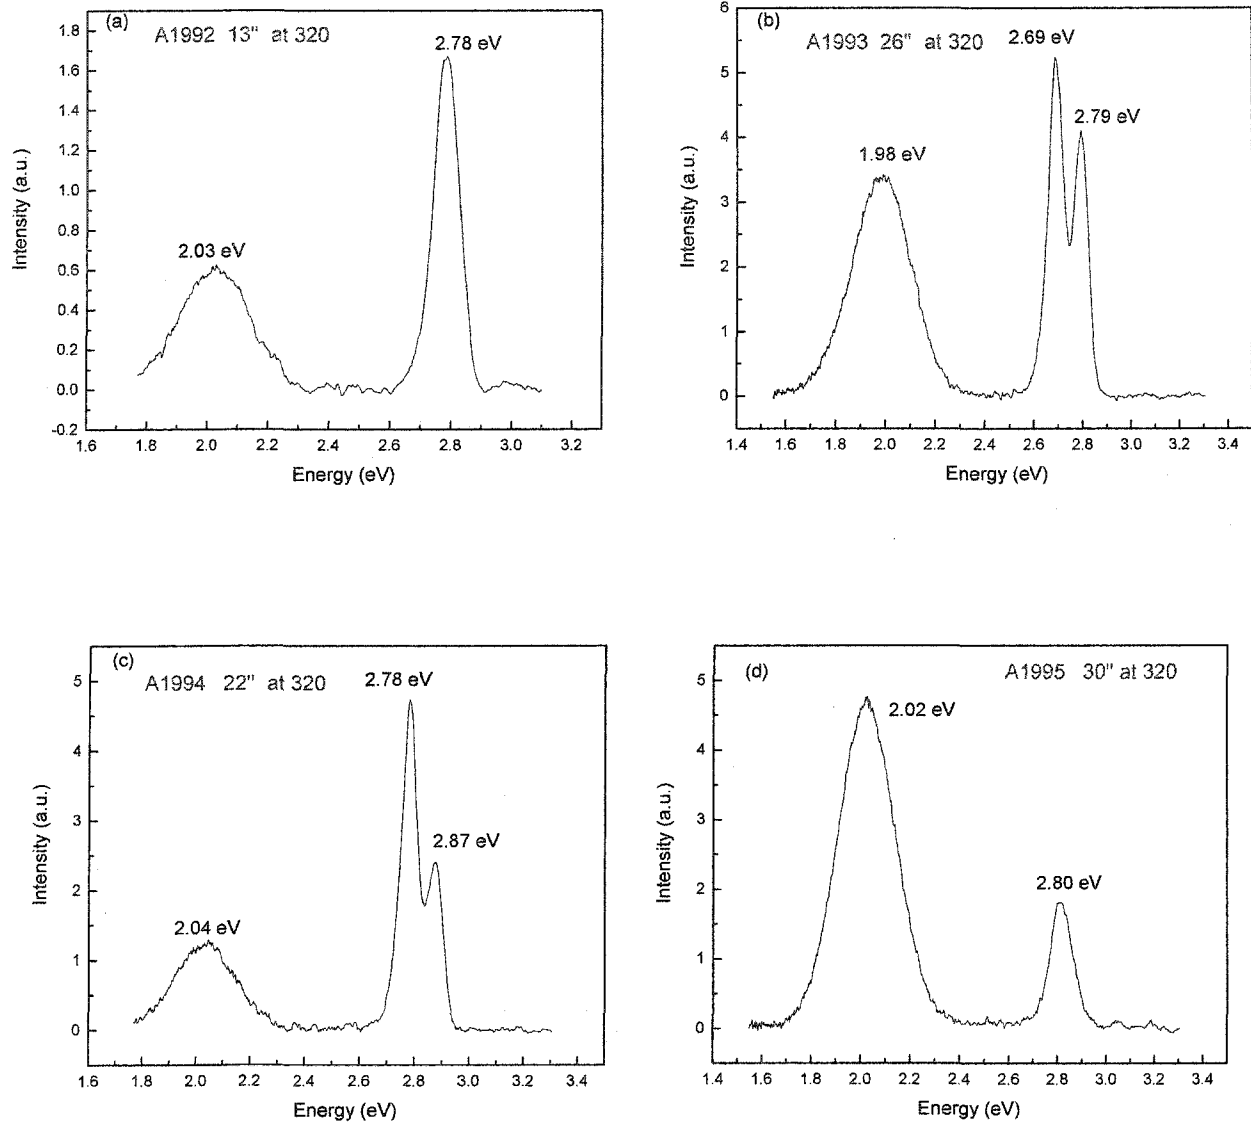 (a)
A1992 13" at 320
2.78 eV
2.03 eV
1.8
1.6
1.4
1.2
1.0
0.8
0.6
0.4
0.2
0.0
-0.2
Intensity (a.u.)
1.6 1.8 2.0 2.2 2.4 2.6 2.8 3.0 3.2
Energy (eV)
(b)
A1993 26" at 320
2.69 eV
2.79 eV
1.98 eV
6
5
4
3
2
1
0
Intensity (a.u.)
1.4 1.6 1.8 2.0 2.2 2.4 2.6 2.8 3.0 3.2 3.4
Energy (eV)
(c)
A1994 22" at 320
2.78 eV
2.87 eV
2.04 eV
5
4
3
2
1
0
Intensity (a.u.)
1.6 1.8 2.0 2.2 2.4 2.6 2.8 3.0 3.2 3.4
Energy (eV)
(d)
A1995 30" at 320
2.02 eV
2.80 eV
5
4
3
2
1
0
Intensity (a.u.)
1.4 1.6 1.8 2.0 2.2 2.4 2.6 2.8 3.0 3.2 3.4
Energy (eV)